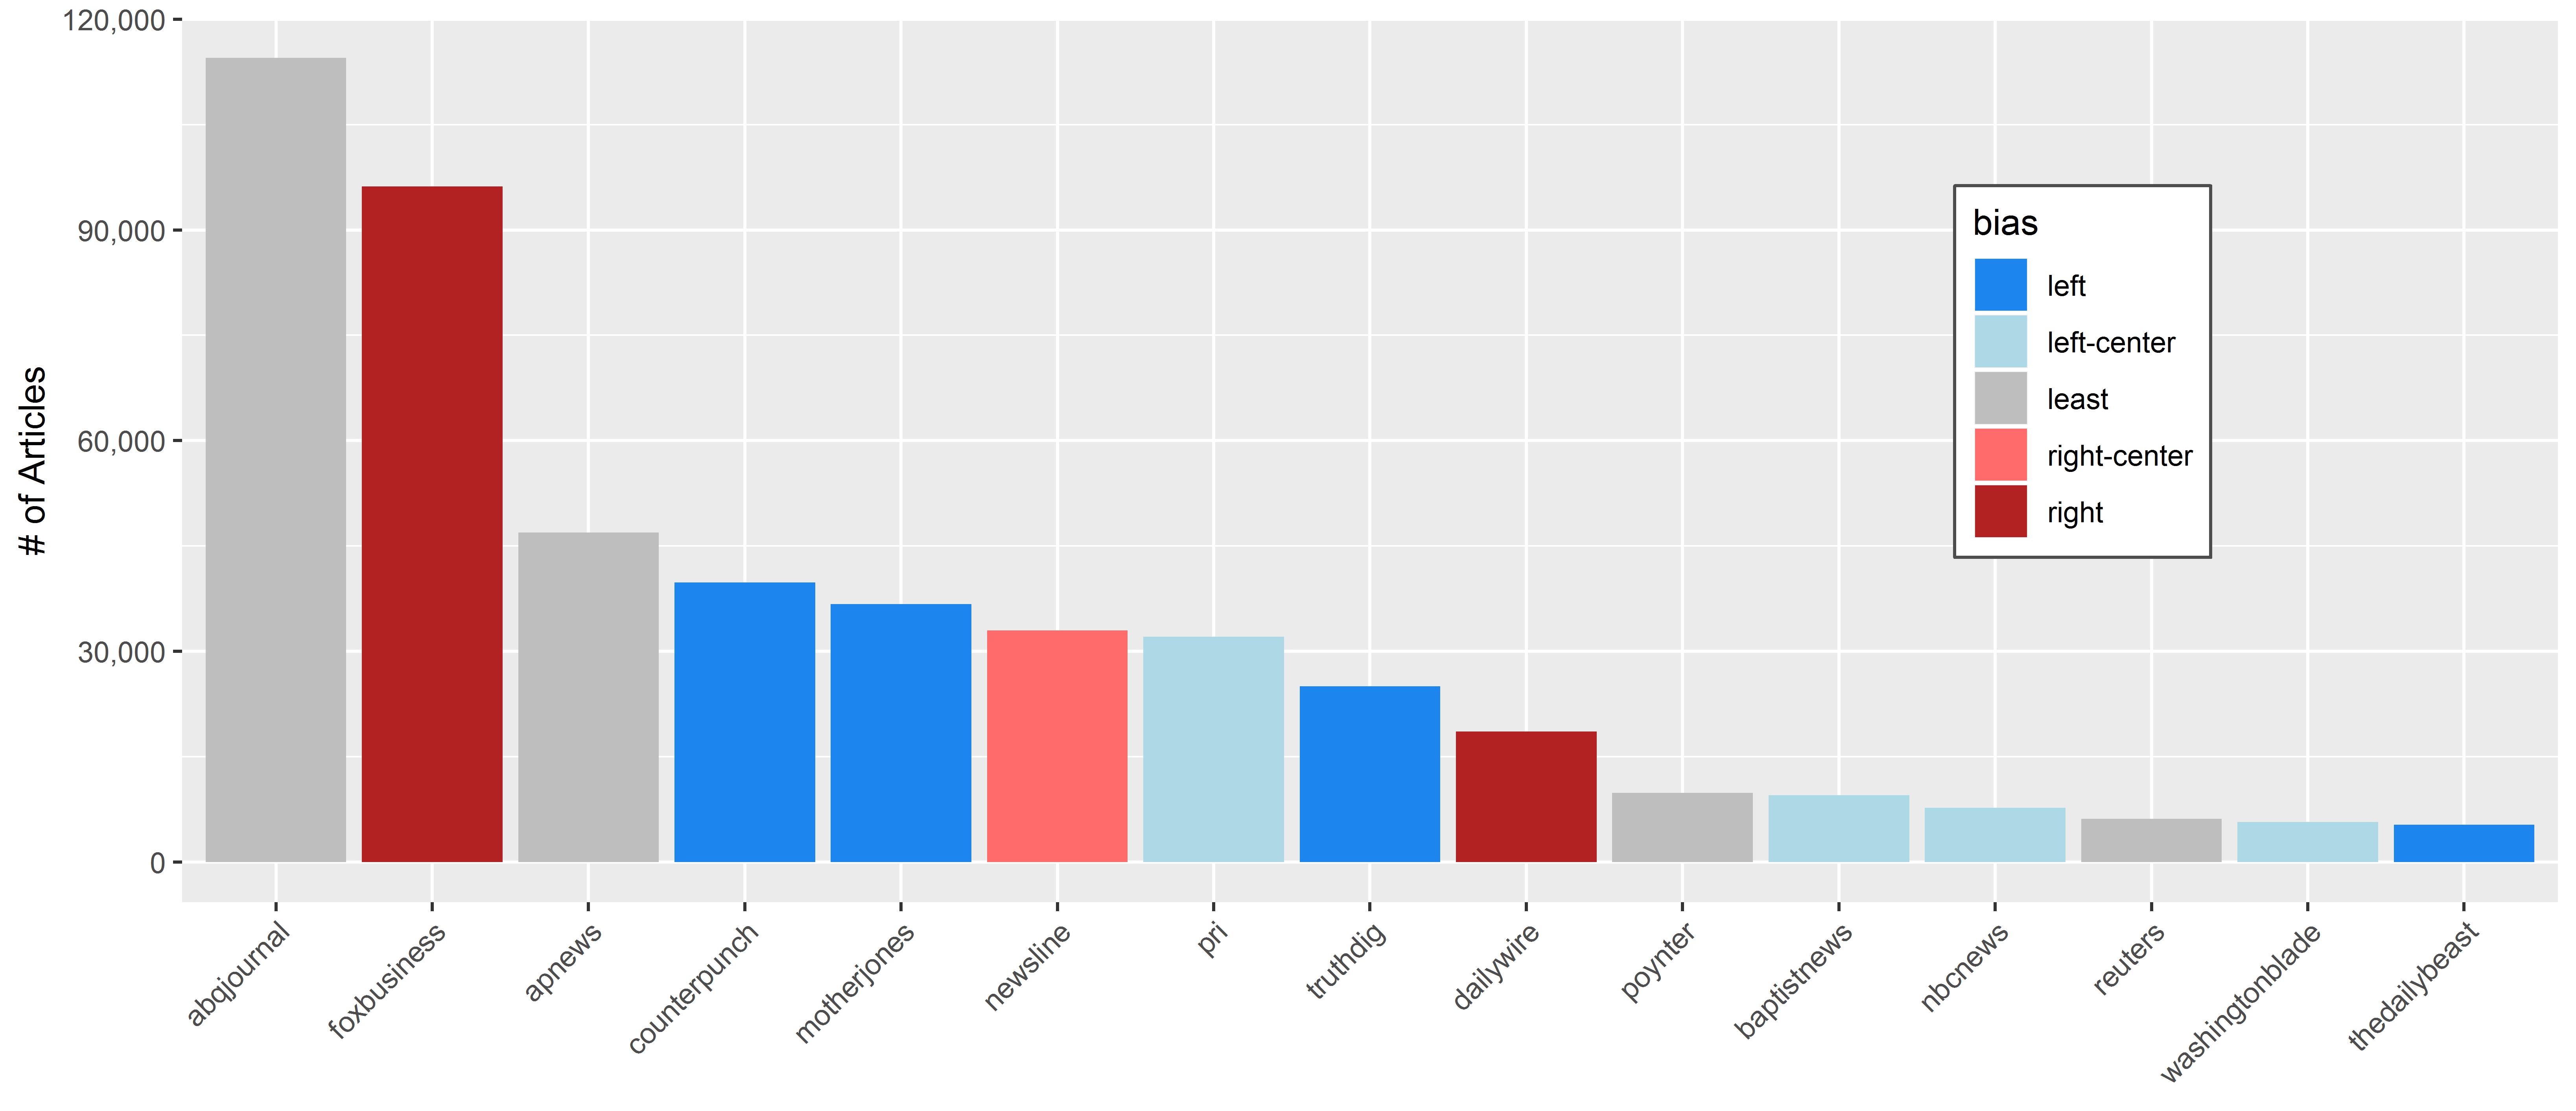 # of Articles
120,000
90,000
60,000
30,000
0
bias
left
left-center
least
right-center
right
abqjournal
foxbusiness
apnews
counterpunch
motherjones
newsline
pri
truthdig
dailywire
poynter
baptistnews
nbcnews
reuters
washingtonblade
thedailybeast